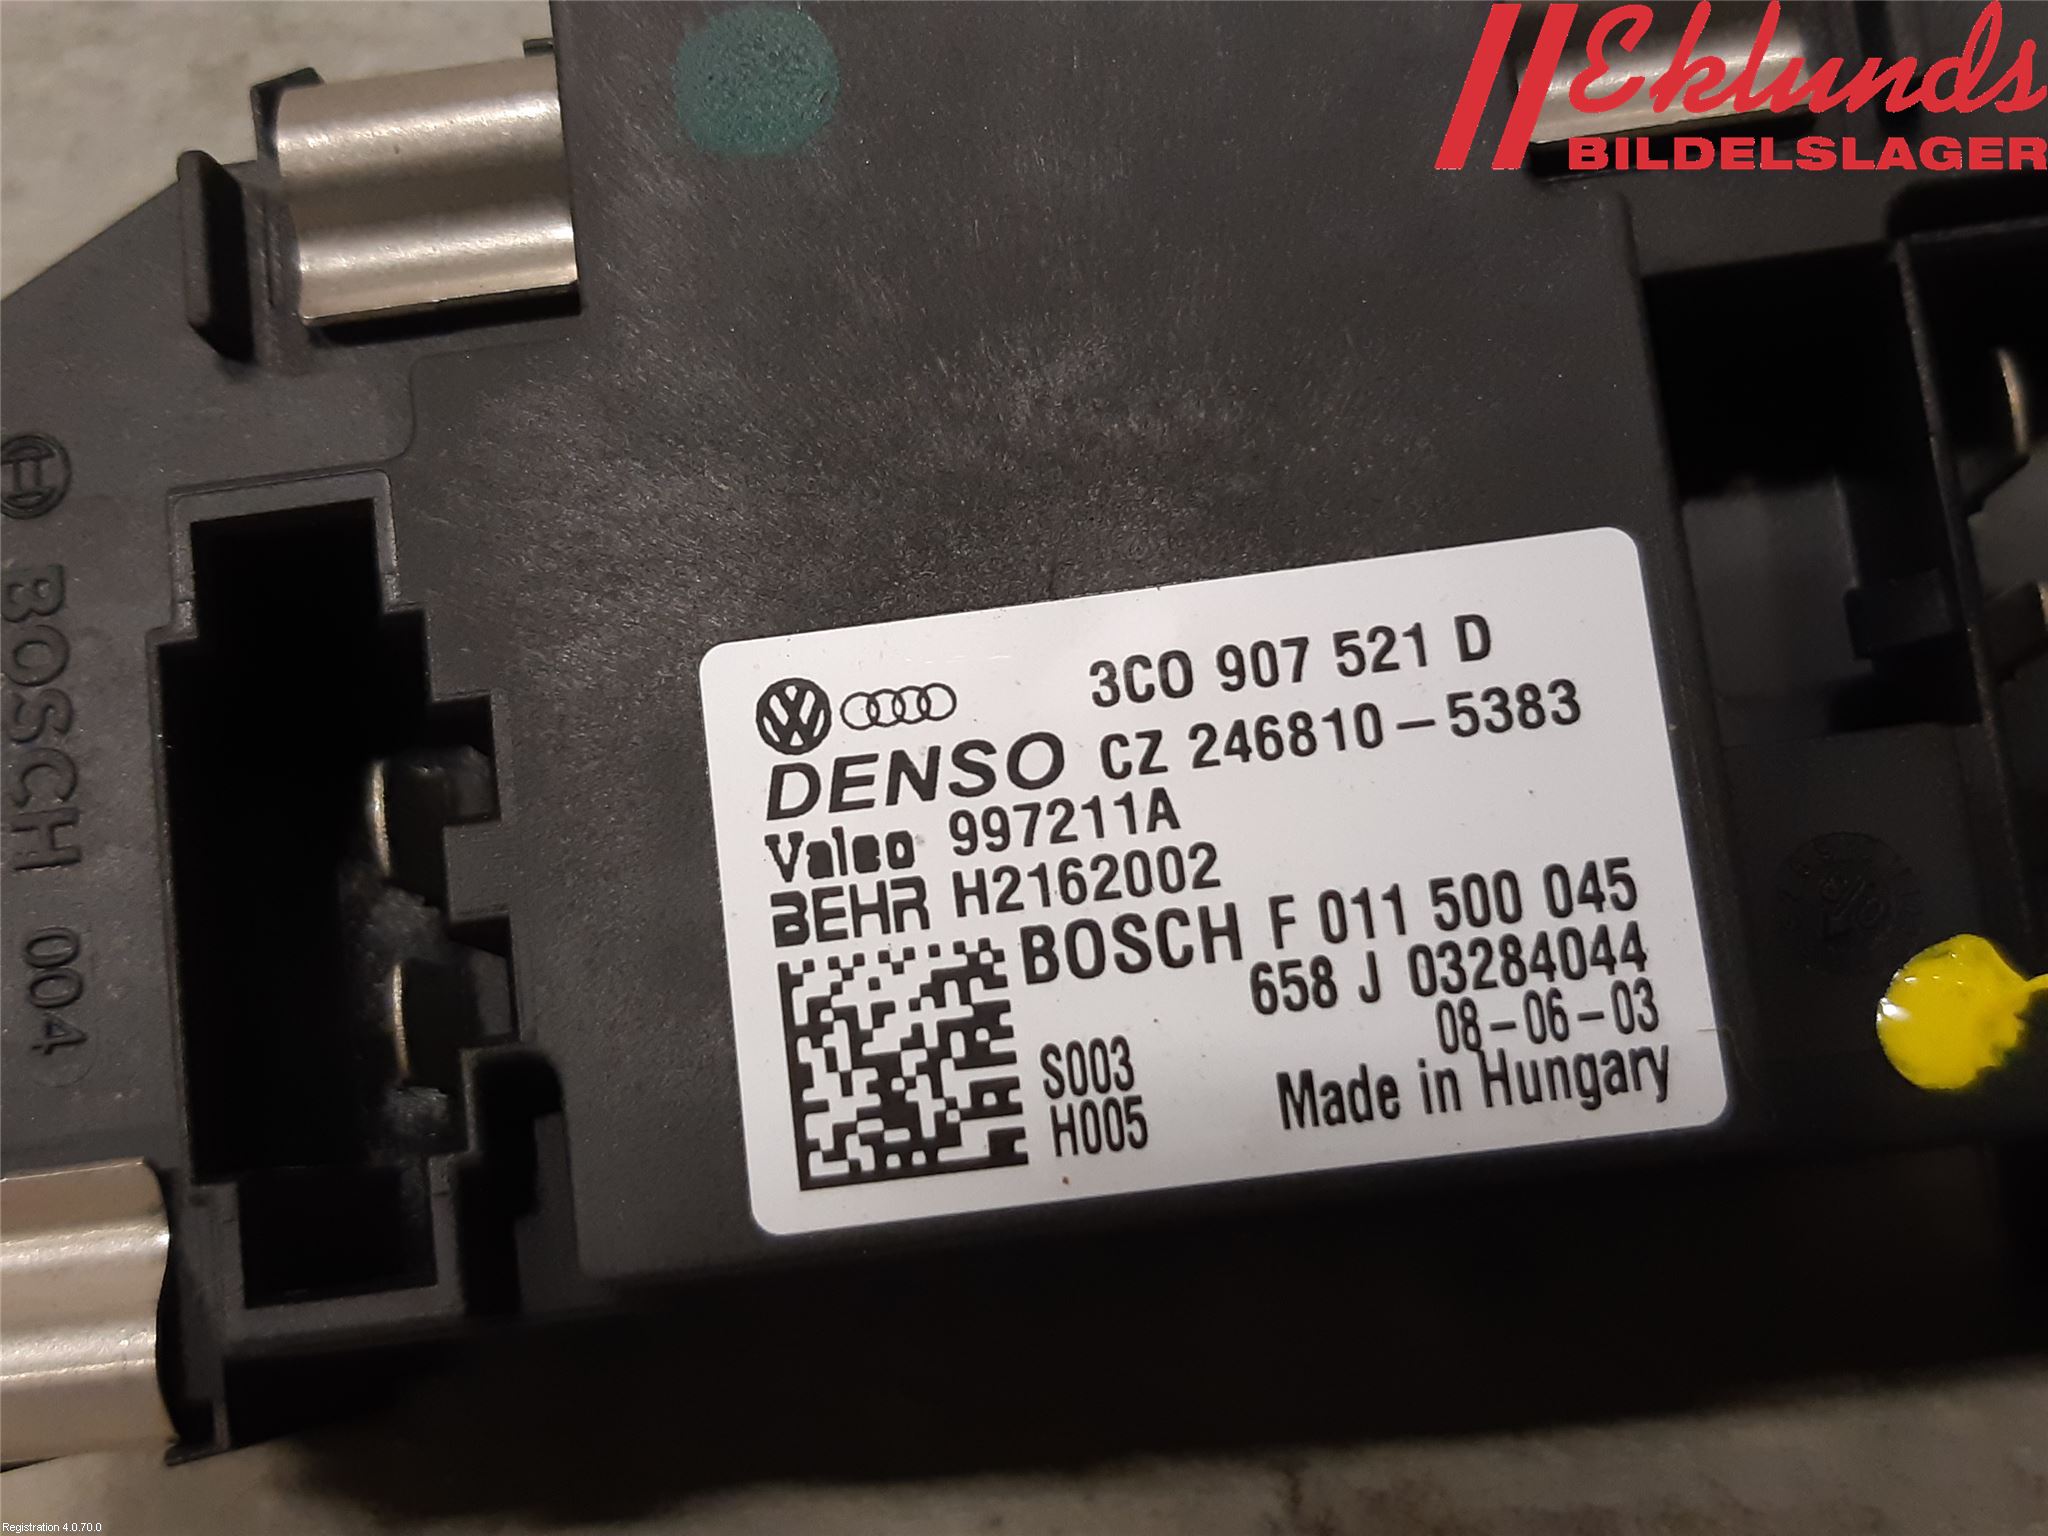 Eklunds
BILDELSLAGER
BOSCH 004
3C0 907 521 D
DENSO CZ 246810-5383
Valeo 997211A
BEHR H2162002
BOSCH F 011 500 045
658 J 03284044
08-06-03
S003
H005
Made in Hungary
Registration 4.0.70.0